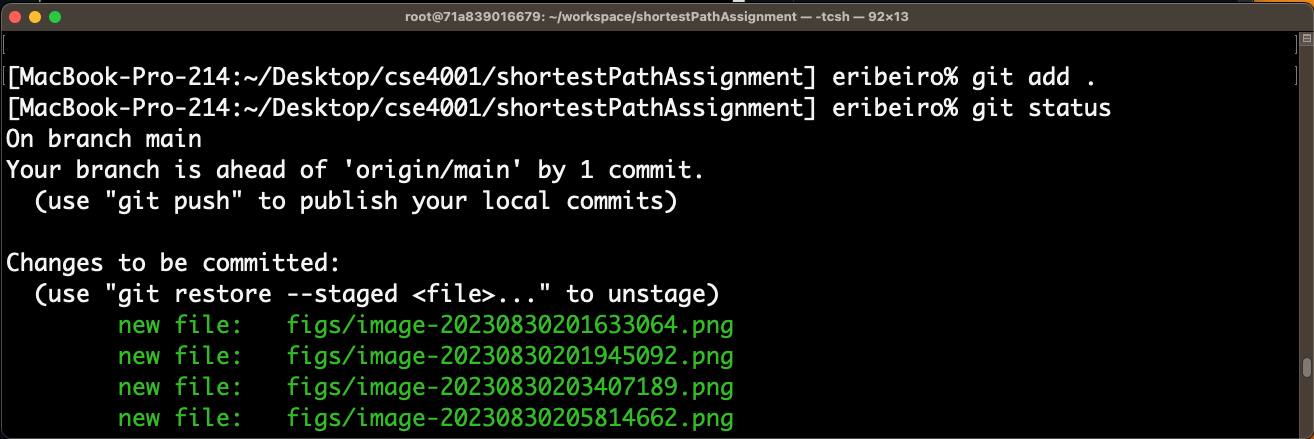 root@71a839016679: ~/workspace/shortestPathAssignment — -tcsh — 92×13
[MacBook-Pro-214:~/Desktop/cse4001/shortestPathAssignment] eribeiro% git add .
[MacBook-Pro-214:~/Desktop/cse4001/shortestPathAssignment] eribeiro% git status
On branch main
Your branch is ahead of 'origin/main' by 1 commit.
(use "git push" to publish your local commits)
Changes to be committed:
(use "git restore --staged <file>..." to unstage)
new file: figs/image-20230830201633064.png
new file: figs/image-20230830201945092.png
new file: figs/image-20230830203407189.png
new file: figs/image-20230830205814662.png